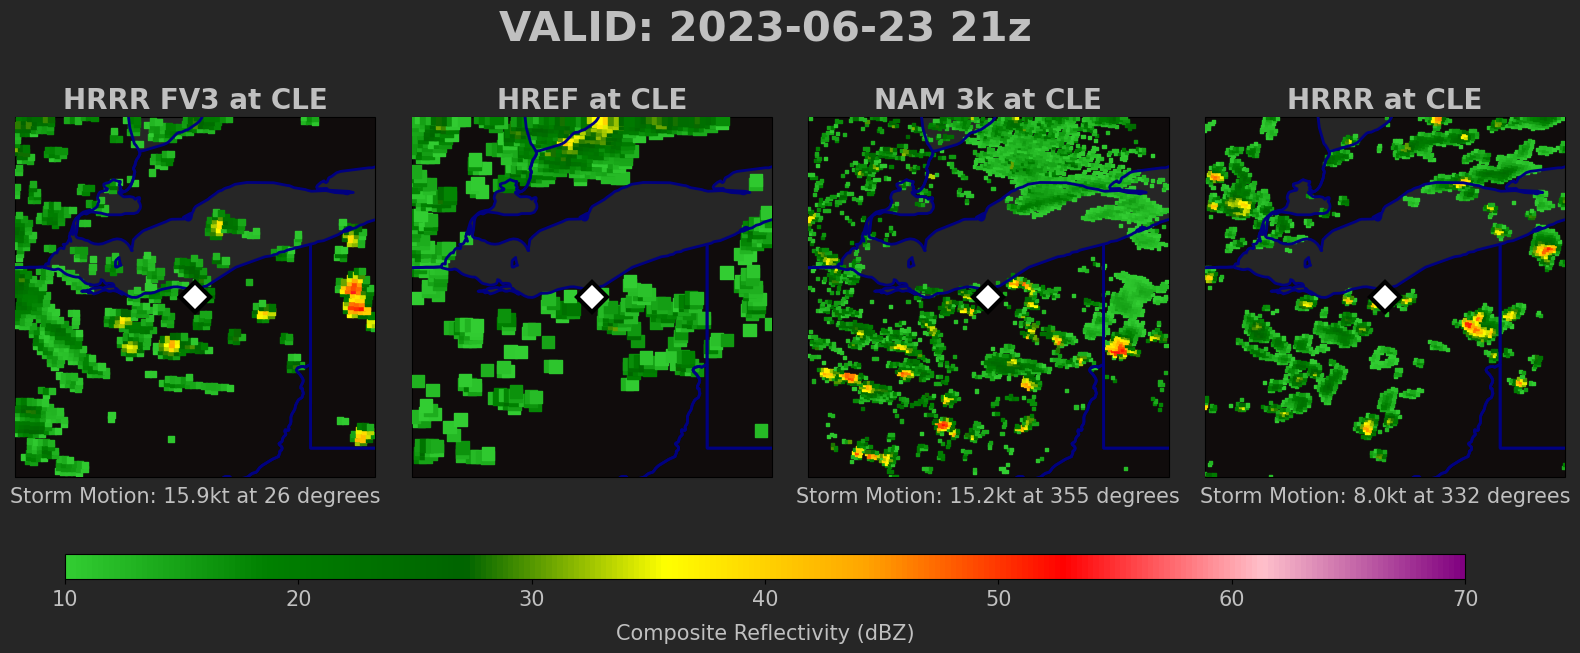 VALID: 2023-06-23 21z
HRRR FV3 at CLE
HREF at CLE
NAM 3k at CLE
HRRR at CLE
Storm Motion: 15.9kt at 26 degrees
Storm Motion: 15.2kt at 355 degrees
Storm Motion: 8.0kt at 332 degrees
10 20 30 40 50 60 70
Composite Reflectivity (dBZ)